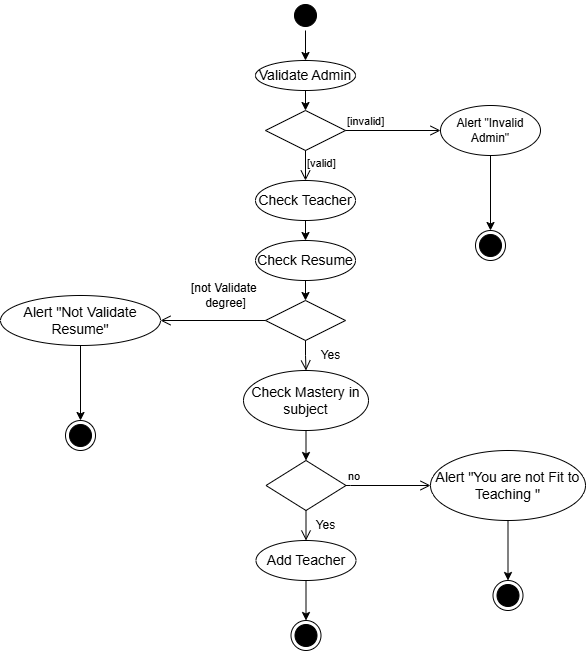 Validate Admin
[invalid]
Alert "Invalid
Admin"
[valid]
Check Teacher
Check Resume
[not Validate
degree]
Alert "Not Validate
Resume"
Yes
Check Mastery in
subject
no
Alert "You are not Fit to
Teaching "
Yes
Add Teacher